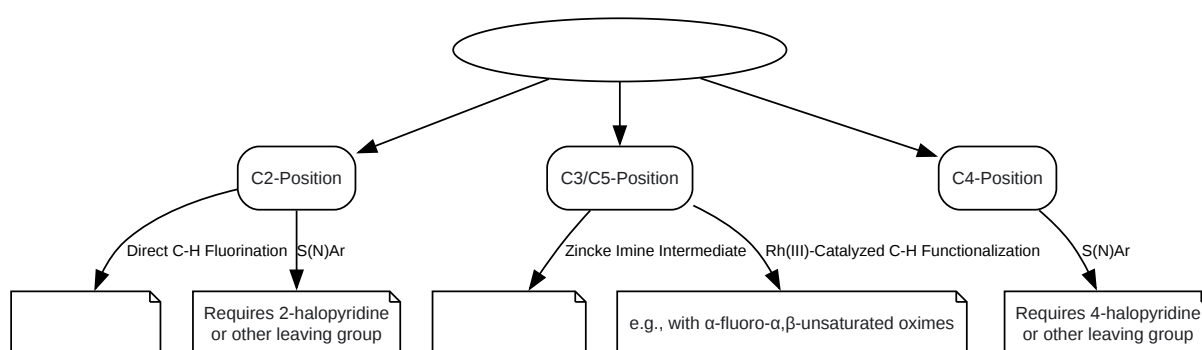 C2-Position
C3/C5-Position
C4-Position
Direct C-H Fluorination
S(N)Ar
Zincke Imine Intermediate
Rh(III)-Catalyzed C-H Functionalization
S(N)Ar
Requires 2-halopyridine
or other leaving group
e.g., with α-fluoro-α,β-unsaturated oximes
Requires 4-halopyridine
or other leaving group